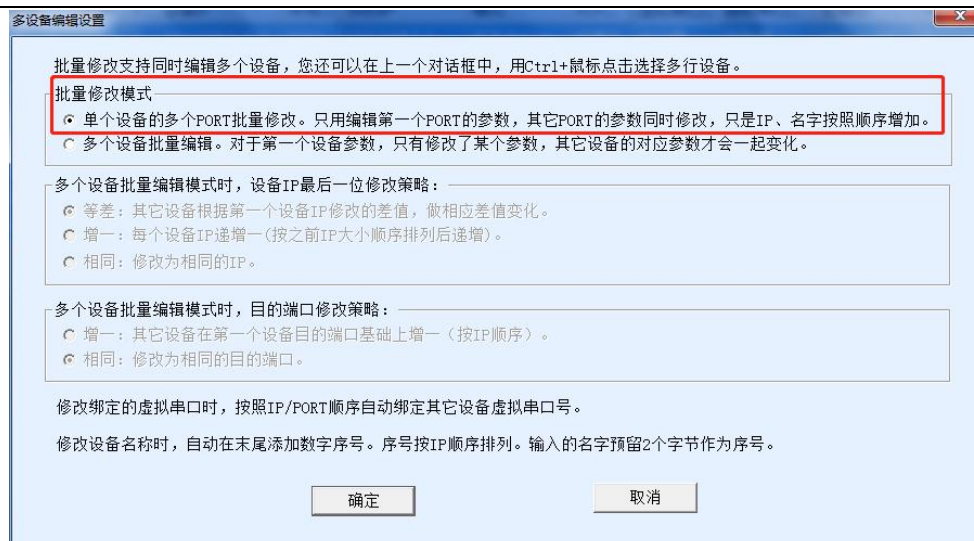 多设备编辑设置
批量修改支持同时编辑多个设备，您还可以在上一个对话框中，用Ctrl+鼠标点击选择多行设备。
批量修改模式
单个设备的多个PORT批量修改。只用编辑第一个PORT的参数，其它PORT的参数同时修改，只是IP、名字按照顺序增加。
多个设备批量编辑。对于第一个设备参数，只有修改了某个参数，其它设备的对应参数才会一起变化。
多个设备批量编辑模式时，设备IP最后一位修改策略：
等差：其它设备根据第一个设备IP修改的差值，做相应差值变化。
增一：每个设备IP递增一(按之前IP大小顺序排列后递增)。
相同：修改为相同的IP。
多个设备批量编辑模式时，目的端口修改策略：
增一：其它设备在第一个设备目的端口基础上增一（按IP顺序）。
相同：修改为相同的目的端口。
修改绑定的虚拟串口时，按照IP/PORT顺序自动绑定其它设备虚拟串口号。
修改设备名称时，自动在末尾添加数字序号。序号按IP顺序排列。输入的名字预留2个字节作为序号。
确定 取消